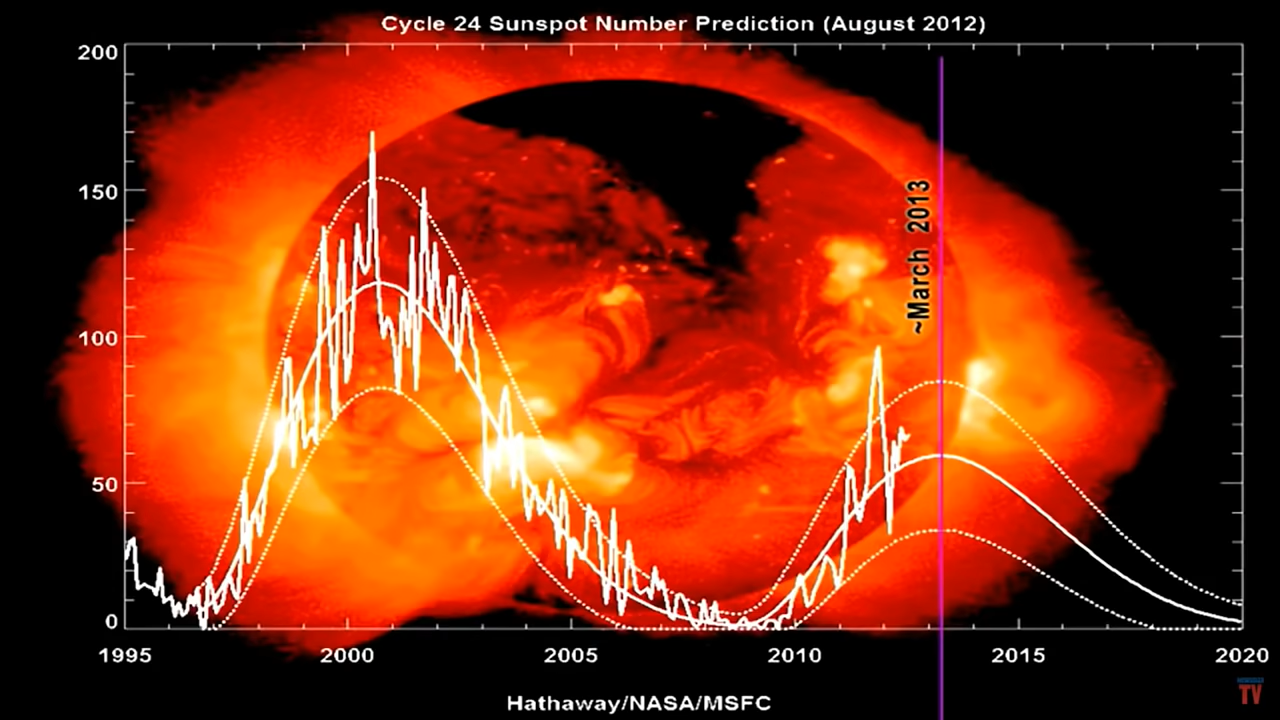 Cycle 24 Sunspot Number Prediction (August 2012)
200
150
100
50
0
~March 2013
1995 2000 2005 2010 2015 2020
Hathaway/NASA/MSFC
TV